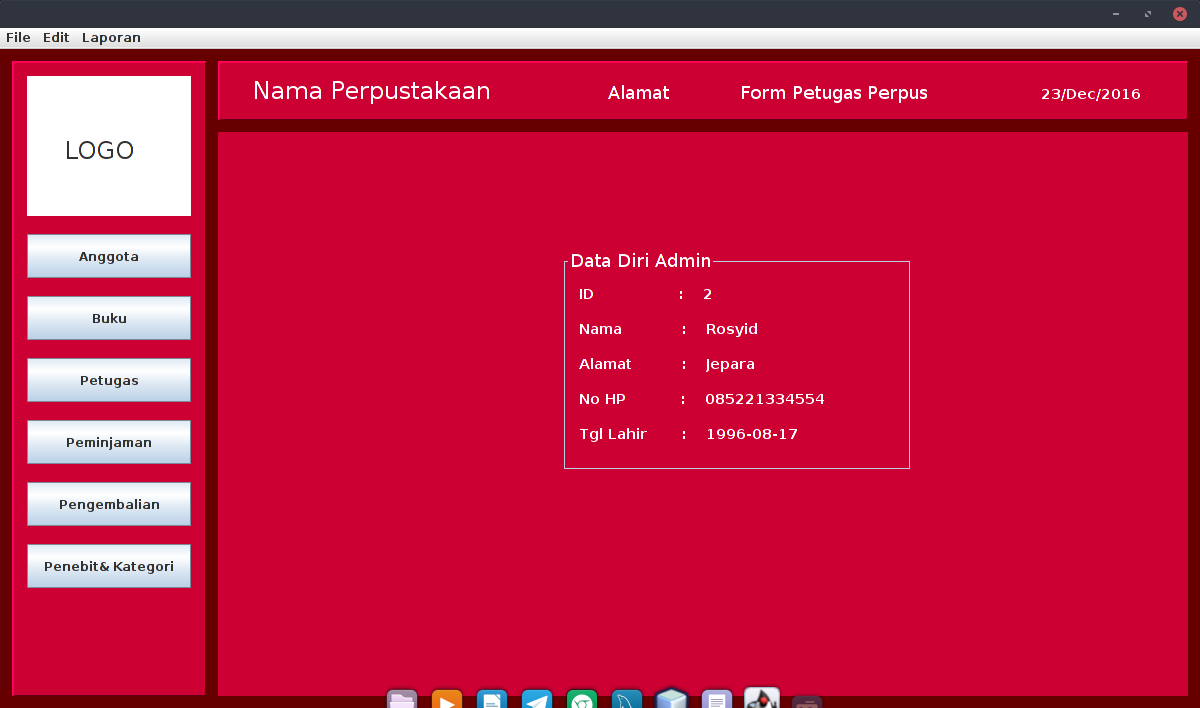 File Edit Laporan
LOGO
Nama Perpustakaan Alamat Form Petugas Perpus 23/Dec/2016
Anggota
Buku
Petugas
Peminjaman
Pengembalian
Penebit& Kategori
Data Diri Admin
ID : 2
Nama : Rosyid
Alamat : Jepara
No HP : 085221334554
Tgl Lahir : 1996-08-17